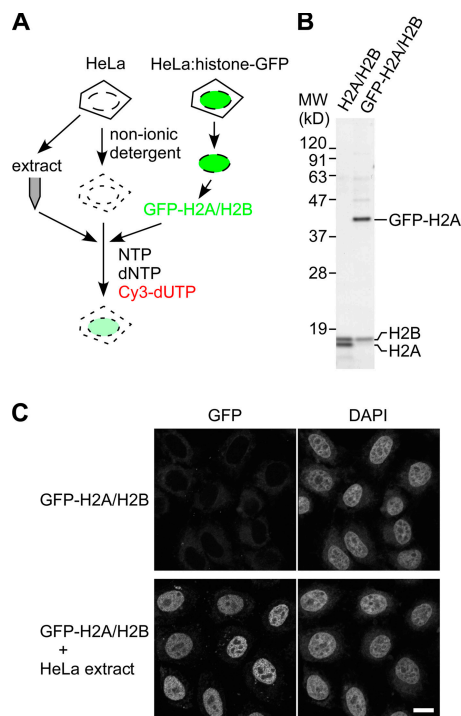 A
HeLa
HeLa:histone-GFP
non-ionic
detergent
extract
GFP-H2A/H2B
NTP
dNTP
Cy3-dUTP
B
H2A/H2B
GFP-H2A/H2B
MW
(kD)
120
91
63
47
37
28
19
GFP-H2A
H2B
H2A
C
GFP
DAPI
GFP-H2A/H2B
GFP-H2A/H2B
+
HeLa extract